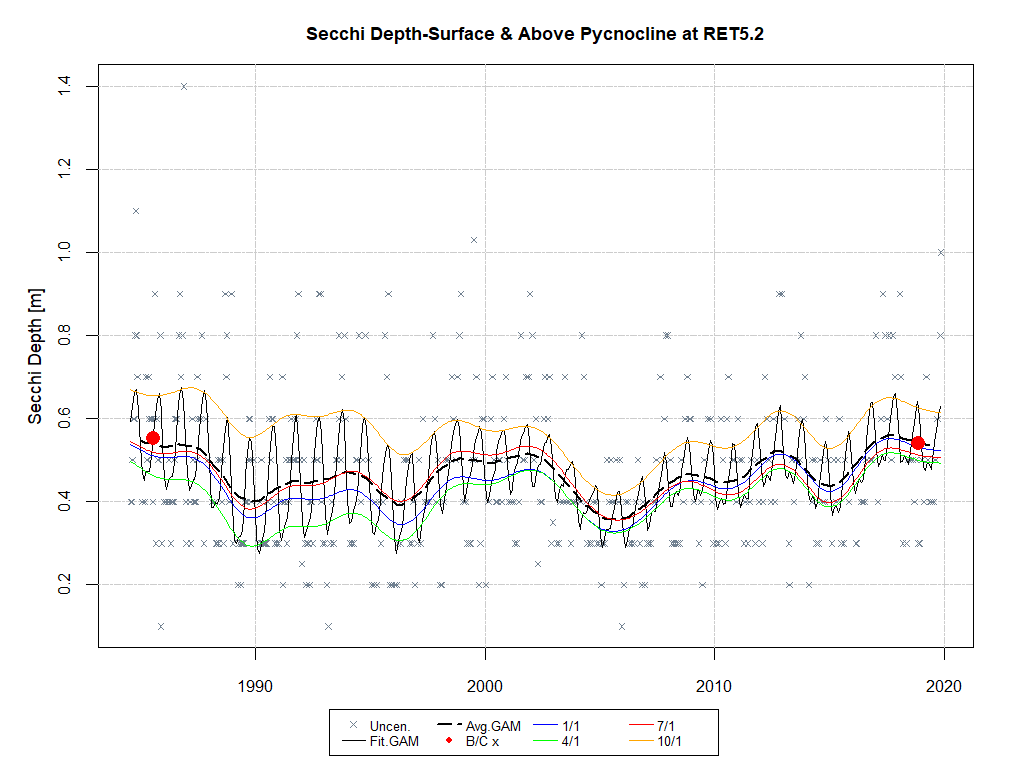 Secchi Depth-Surface & Above Pycnocline at RET5.2
Secchi Depth [m]
1.4
1.2
1.0
0.8
0.6
0.4
0.2
1990 2000 2010 2020
Uncen. Avg.GAM 1/1 7/1
Fit.GAM B/C x 4/1 10/1